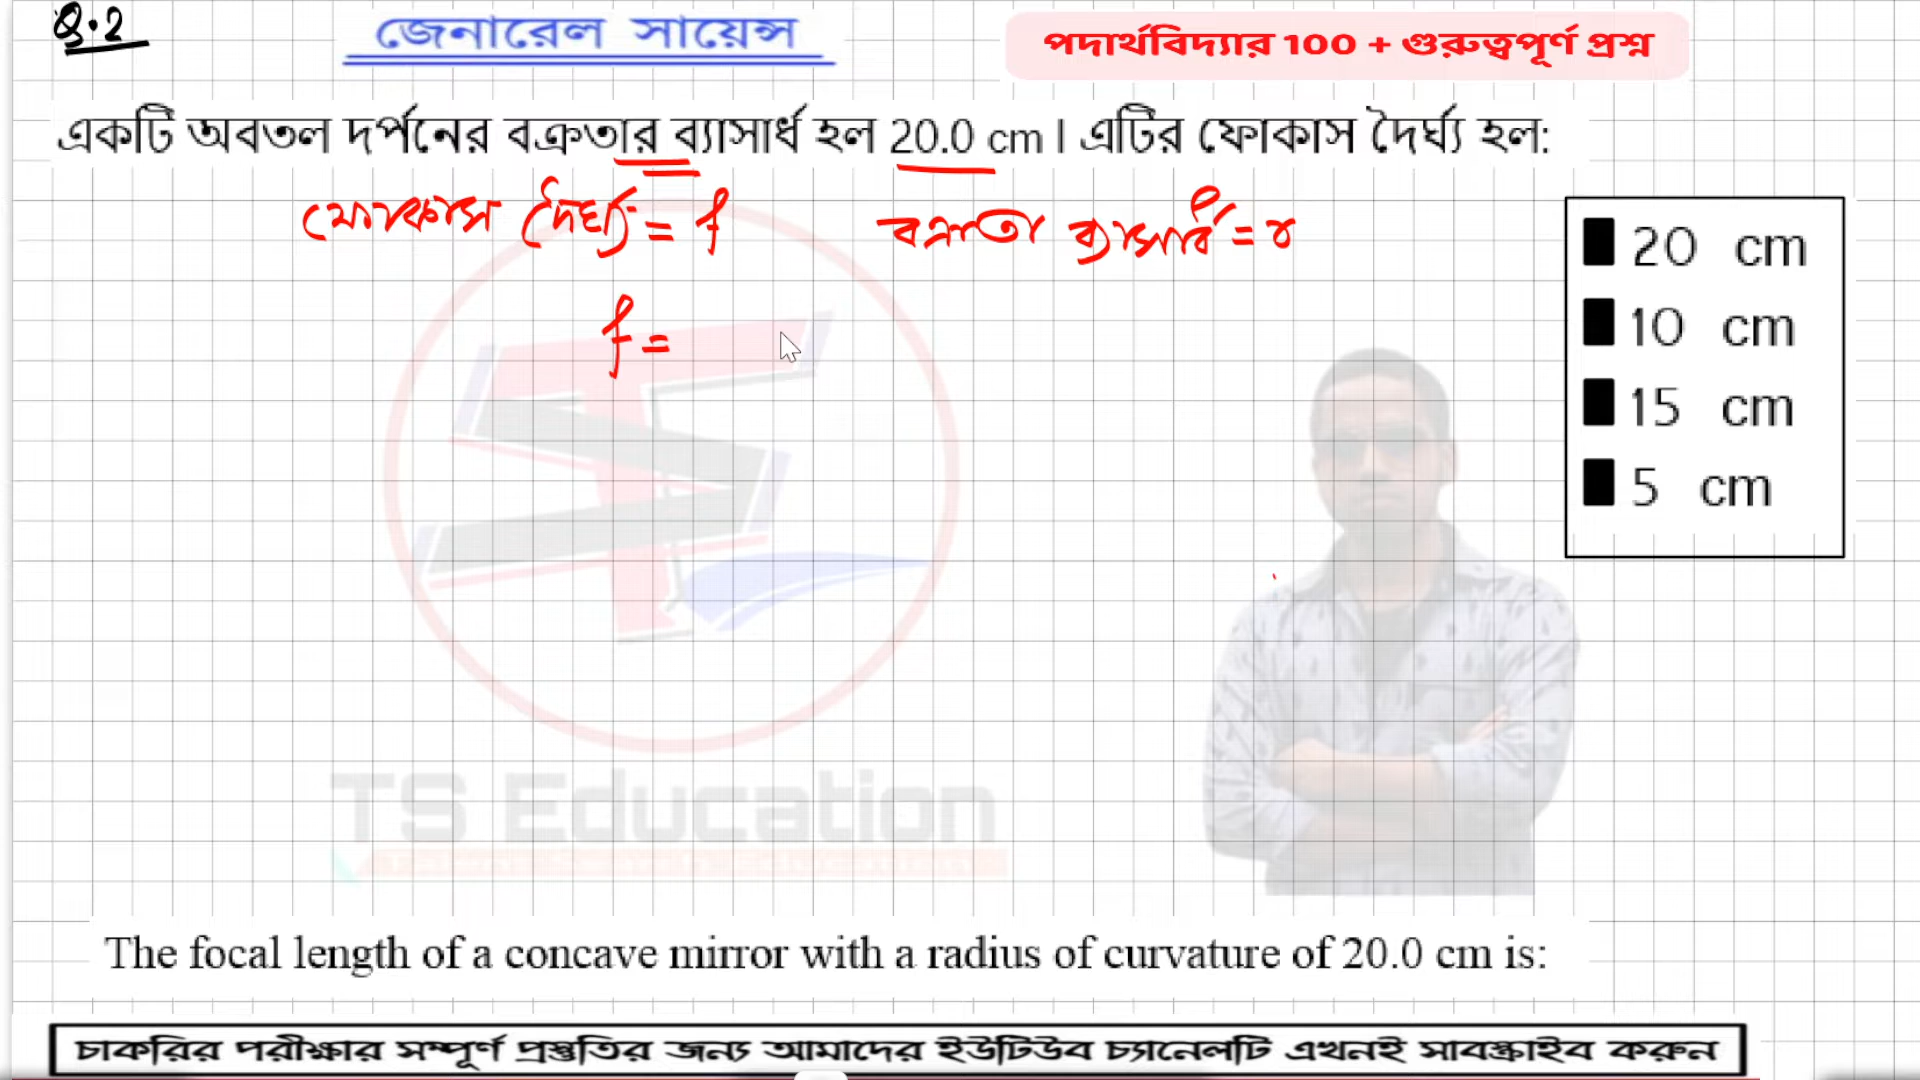 Q.2
জেনারেল সায়েন্স
পদার্থবিদ্যার 100 + গুরুত্বপূর্ণ প্রশ্ন
একটি অবতল দর্পনের বক্রতার ব্যাসার্ধ হল 20.0 cm । এটির ফোকাস দৈর্ঘ্য হল:
ফোকাস দৈর্ঘ্য = f বক্রতা ব্যাসার্ধ = r
f =
20 cm
10 cm
15 cm
5 cm
TS Education
The focal length of a concave mirror with a radius of curvature of 20.0 cm is:
চাকরির পরীক্ষার সম্পূর্ণ প্রস্তুতির জন্য আমাদের ইউটিউব চ্যানেলটি এখনই সাবস্ক্রাইব করুন